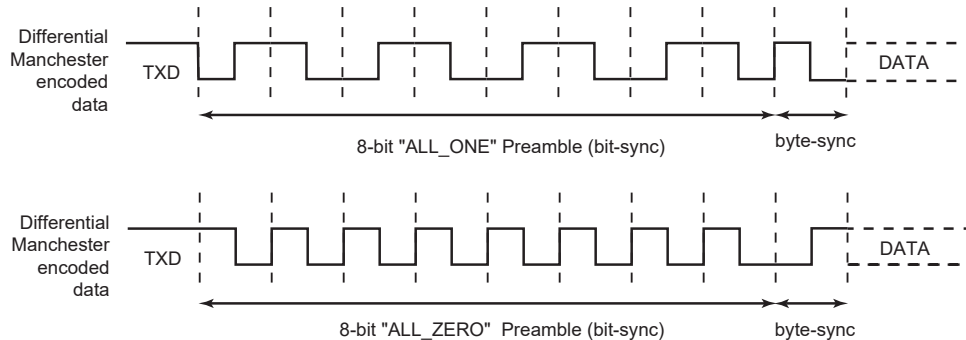 Differential
Manchester
encoded
data
TXD
DATA
8-bit "ALL_ONE" Preamble (bit-sync)
byte-sync
Differential
Manchester
encoded
data
TXD
DATA
8-bit "ALL_ZERO" Preamble (bit-sync)
byte-sync